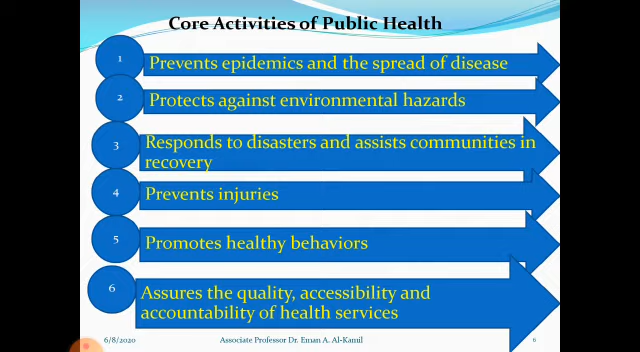 Core Activities of Public Health
1
Prevents epidemics and the spread of disease
2
Protects against environmental hazards
3
Responds to disasters and assists communities in
recovery
4
Prevents injuries
5
Promotes healthy behaviors
6
Assures the quality, accessibility and
accountability of health services
6/8/2020 Associate Professor Dr. Eman A. Al-Kamil 6